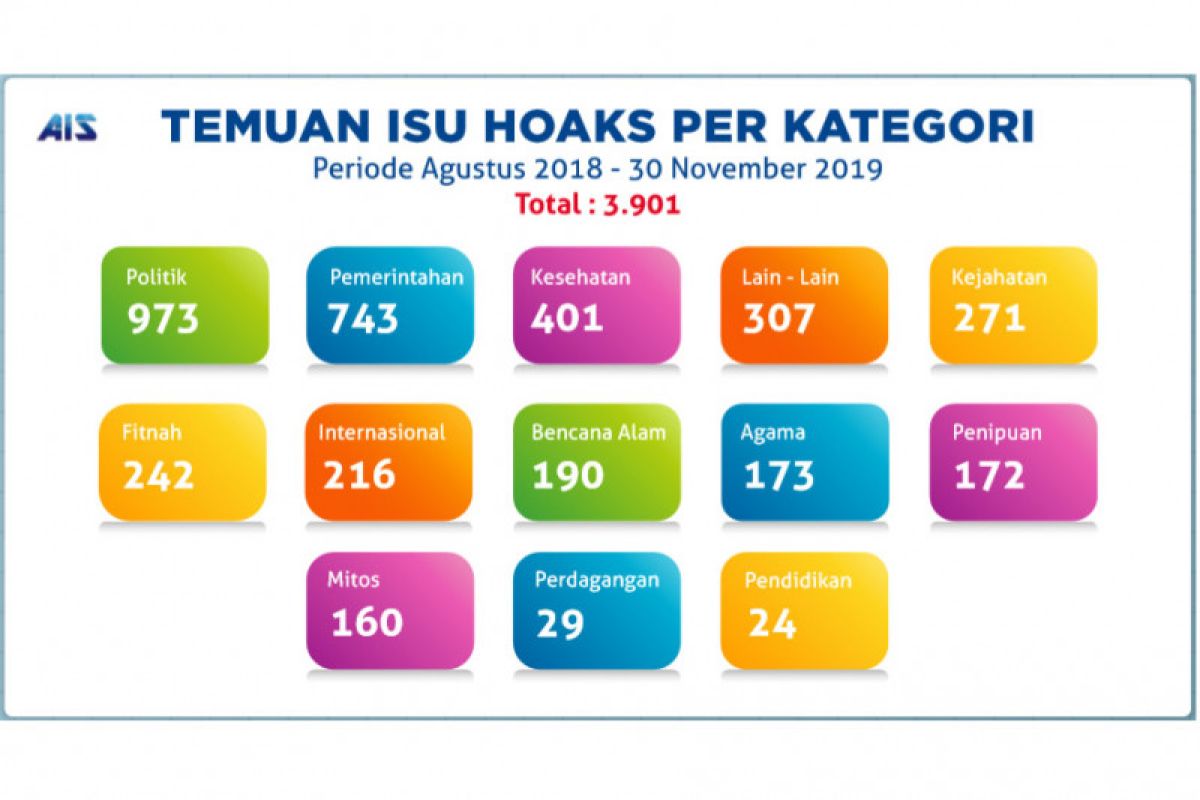 AIS
TEMUAN ISU HOAKS PER KATEGORI
Periode Agustus 2018 - 30 November 2019
Total : 3.901
Politik
973
Pemerintahan
743
Kesehatan
401
Lain - Lain
307
Kejahatan
271
Fitnah
242
Internasional
216
Bencana Alam
190
Agama
173
Penipuan
172
Mitos
160
Perdagangan
29
Pendidikan
24